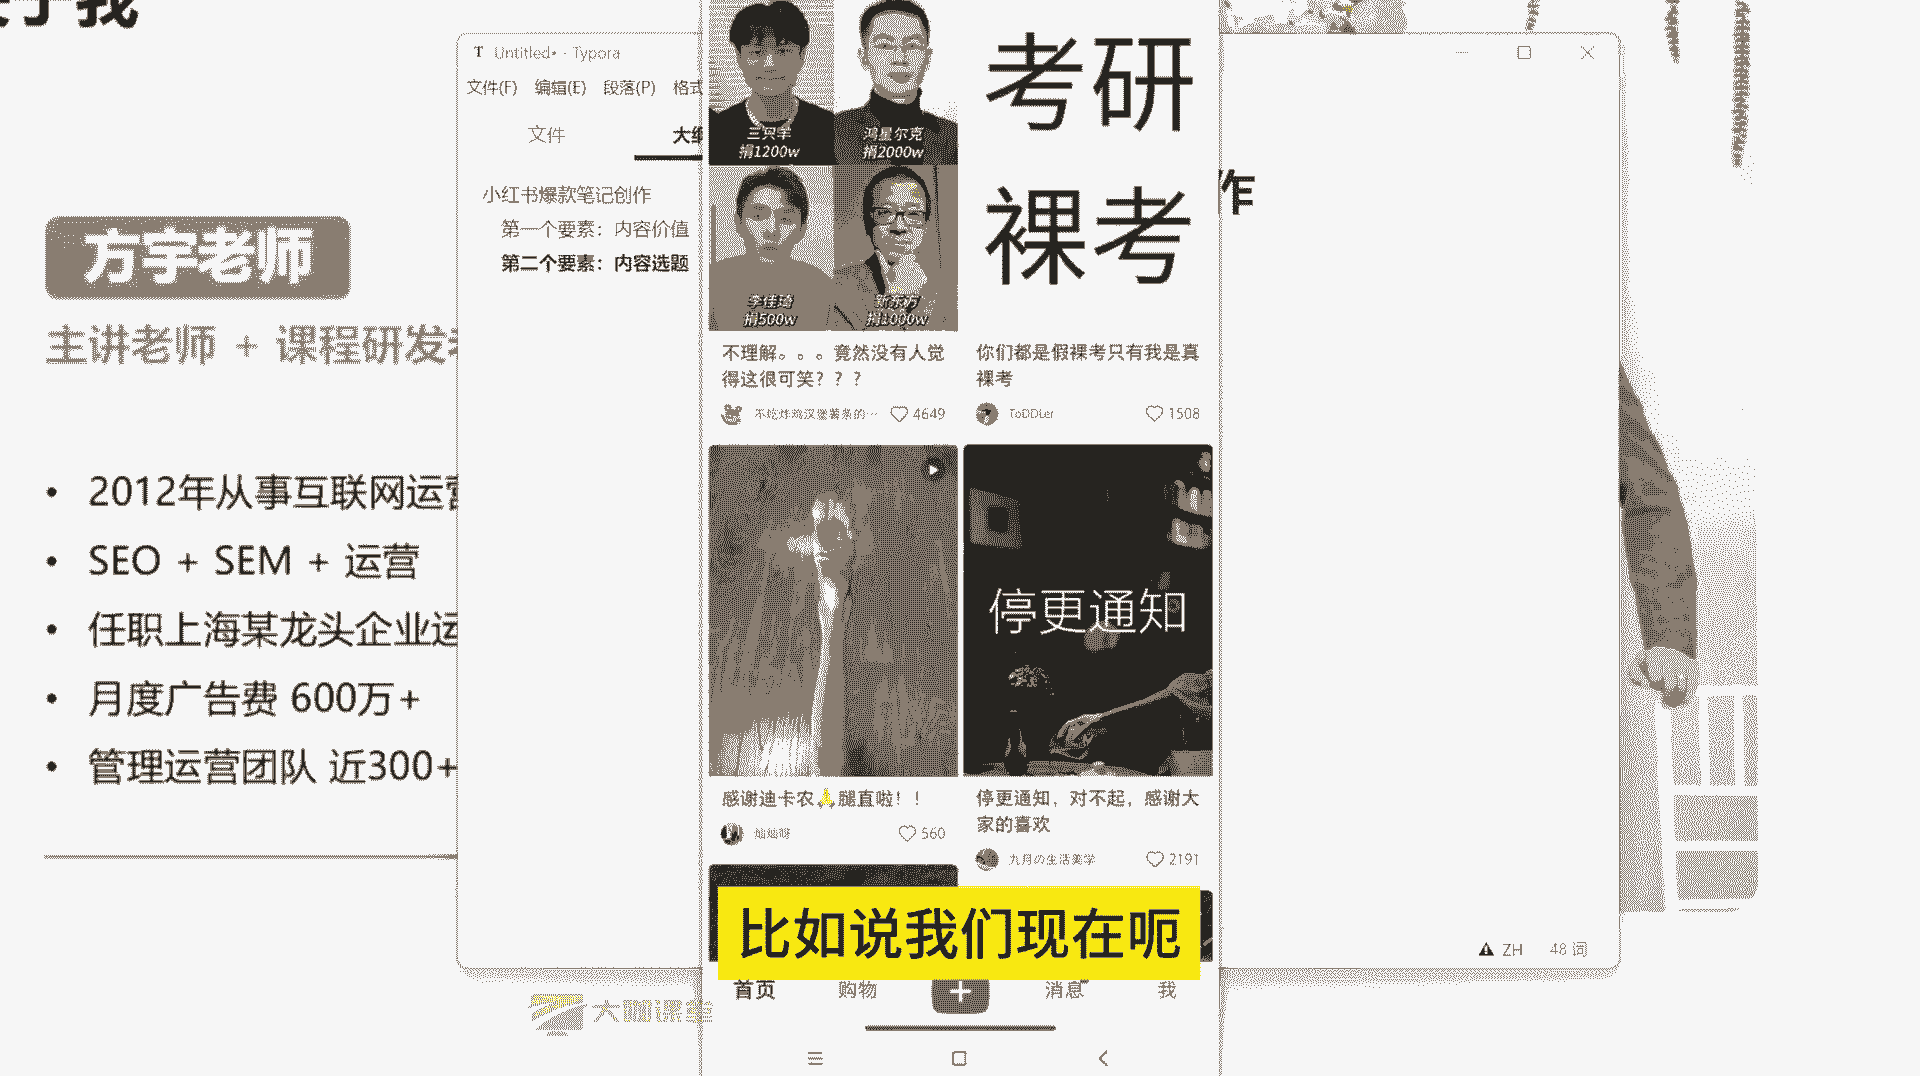 于我
方宇老师
主讲老师 + 课程研发
• 2012年从事互联网运营
• SEO + SEM + 运营
• 任职上海某龙头企业运
• 月度广告费 600万+
• 管理运营团队 近300+
T Untitled• - Typora
文件(F) 编辑(E) 段落(P) 格式
文件 大纲
小红书爆款笔记创作
第一个要素：内容价值
第二个要素：内容选题
作
三只羊
捐1200w
鸿星尔克
捐2000w
李佳琦
捐500w
新东方
捐1000w
不理解。。。竟然没有人觉
得这很可笑？？？
不吃炸鸡汉堡薯条的… 4649
考研
裸考
你们都是假裸考只有我是真
裸考
ToDDLer 1508
感谢迪卡农🙏腿直啦！！
灿灿呀 560
停更通知
停更通知，对不起，感谢大
家的喜欢
九月の生活美学 2191
比如说我们现在呃
首页 购物 + 消息 我
ZH 48 词
大咖课堂